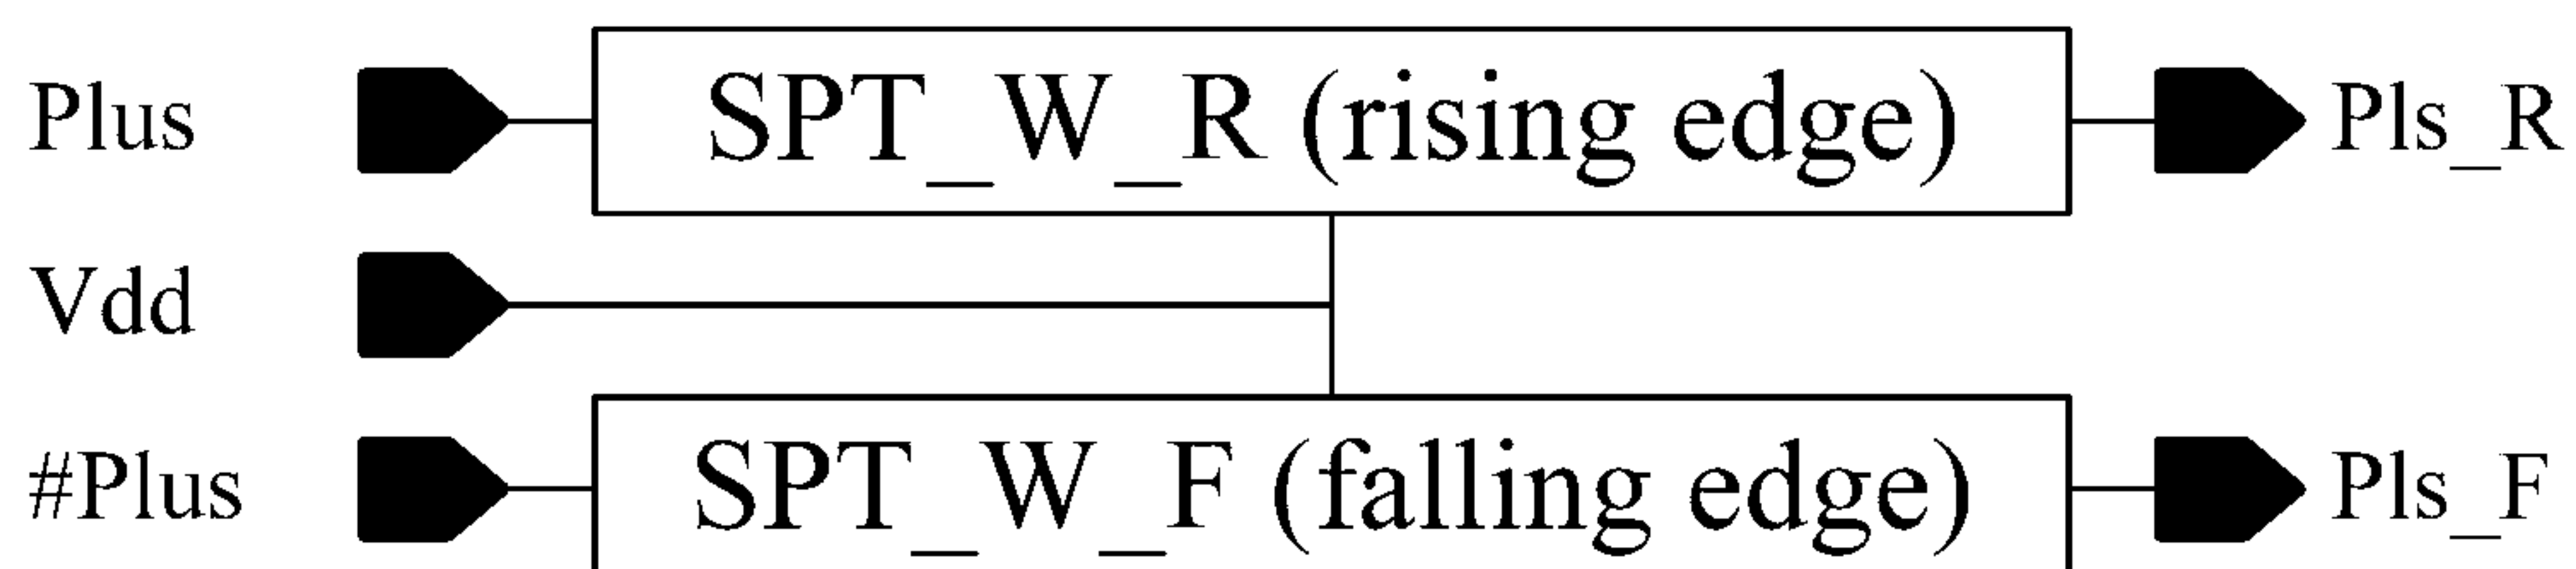 Plus SPT_W_R (rising edge) Pls_R
Vdd
#Plus SPT_W_F (falling edge) Pls_F